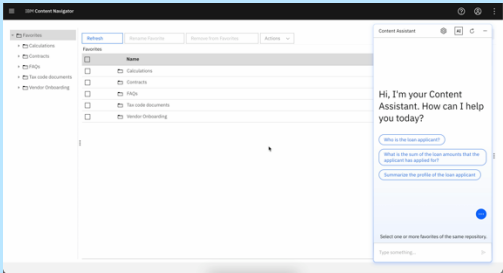 IBM Content Navigator
Favorites
Calculations
Contracts
FAQs
Tax code documents
Vendor Onboarding
Refresh
Rename Favorite
Remove from Favorites
Actions
Favorites
Name
Calculations
Contracts
FAQs
Tax code documents
Vendor Onboarding
Content Assistant
AI
Hi, I'm your Content
Assistant. How can I help
you today?
Who is the loan applicant?
What is the sum of the loan amounts that the
applicant has applied for?
Summarize the profile of the loan applicant
Select one or more favorites of the same repository.
Type something...